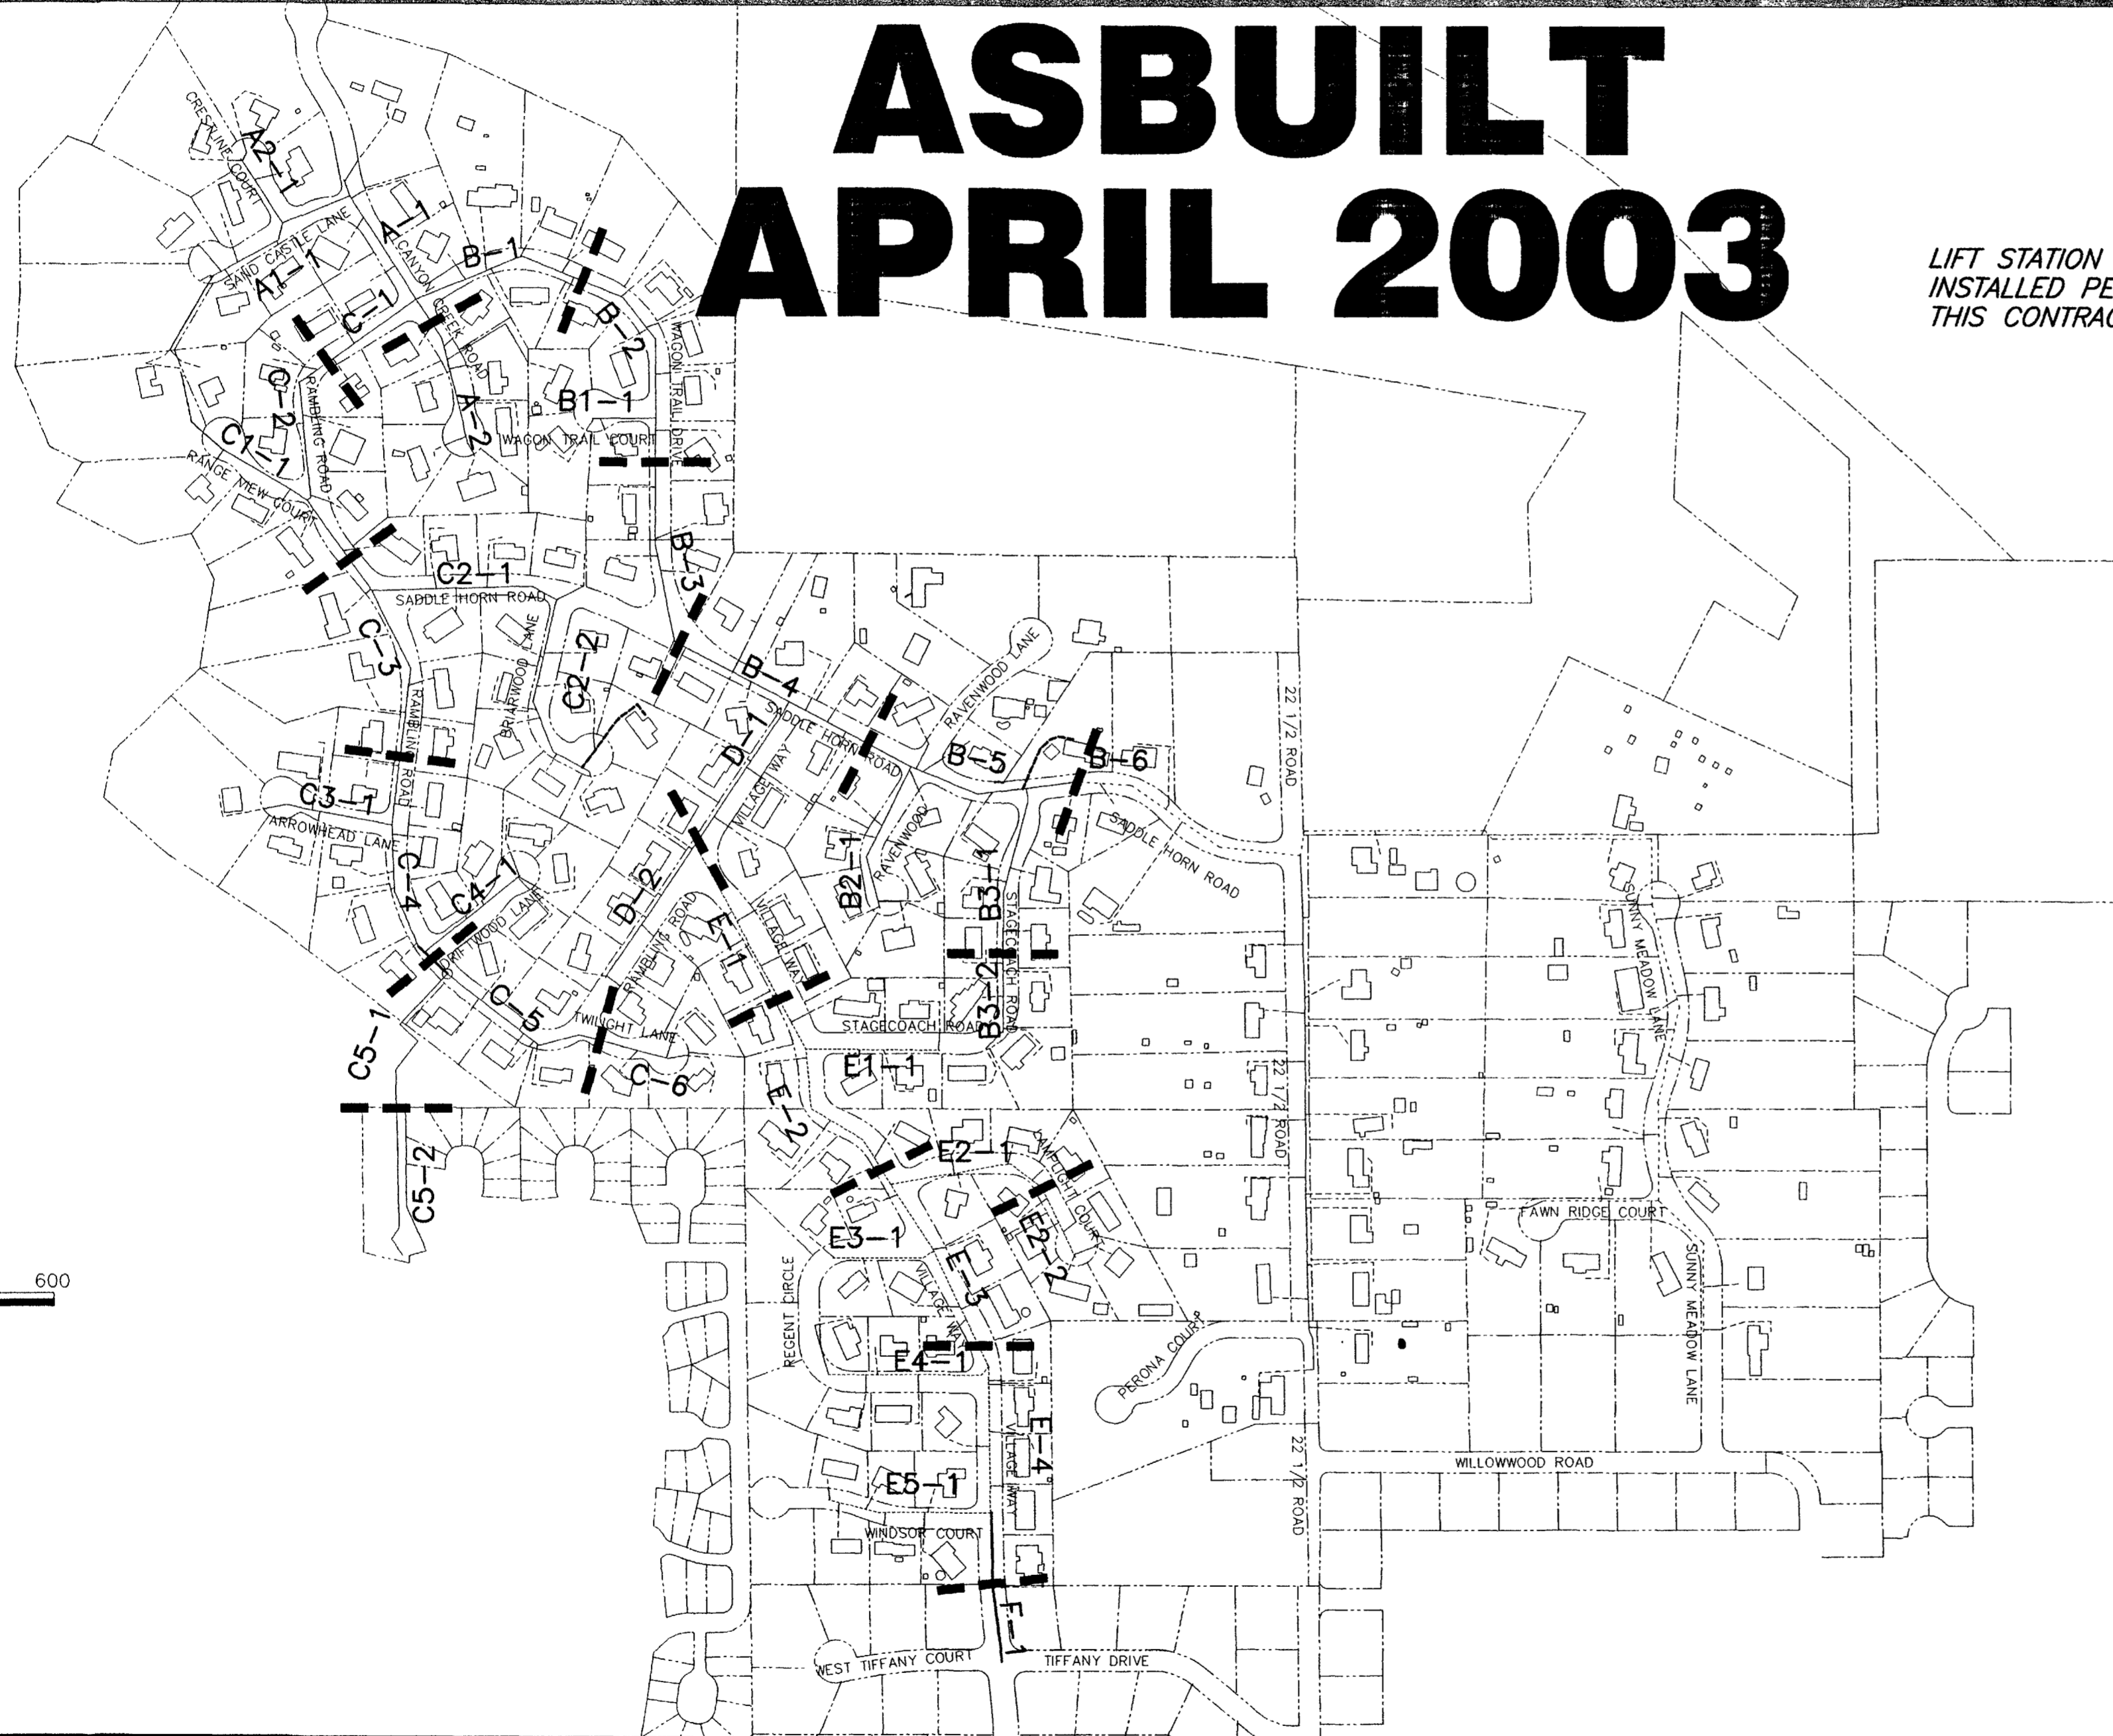 ASBUILT
APRIL 2003
LIFT STATION
INSTALLED PE
THIS CONTRAC
CRESTLINE COURT
A2-1
SAND CASTLE LANE
A1-1
A-1
CANYON CREEK ROAD
B-1
C-1
B-2
WAGON TRAIL DRIVE
C-2
RAMBLING ROAD
A-2
B1-1
WAGON TRAIL COURT
C1-1
RANGE VIEW COURT
B-3
C2-1
SADDLE HORN ROAD
C-3
BRIARWOOD LANE
C2-2
B-4
RAVENWOOD LANE
22 1/2 ROAD
RAMBLING ROAD
SADDLE HORN ROAD
D-1
VILLAGE WAY
B-5
B-6
C3-1
ARROWHEAD LANE
SADDLE HORN ROAD
C-4
C4-1
DRIFTWOOD LANE
D-2
RAMBLING ROAD
E-1
VILLAGE WAY
B2-1
RAVENWOOD
B3-1
STAGECOACH ROAD
B3-2
SUNNY MEADOW LANE
C-5
TWILIGHT LANE
STAGECOACH ROAD
C5-1
C-6
E1-1
22 1/2 ROAD
E-2
E2-1
LAMPLIGHT COURT
C5-2
E3-1
E2-2
FAWN RIDGE COURT
600
REGENT CIRCLE
VILLAGE WAY
E-3
SUNNY MEADOW LANE
E4-1
PERONA COURT
E-4
VILLAGE WAY
22 1/2 ROAD
WILLOWWOOD ROAD
E5-1
WINDSOR COURT
F-1
WEST TIFFANY COURT
TIFFANY DRIVE